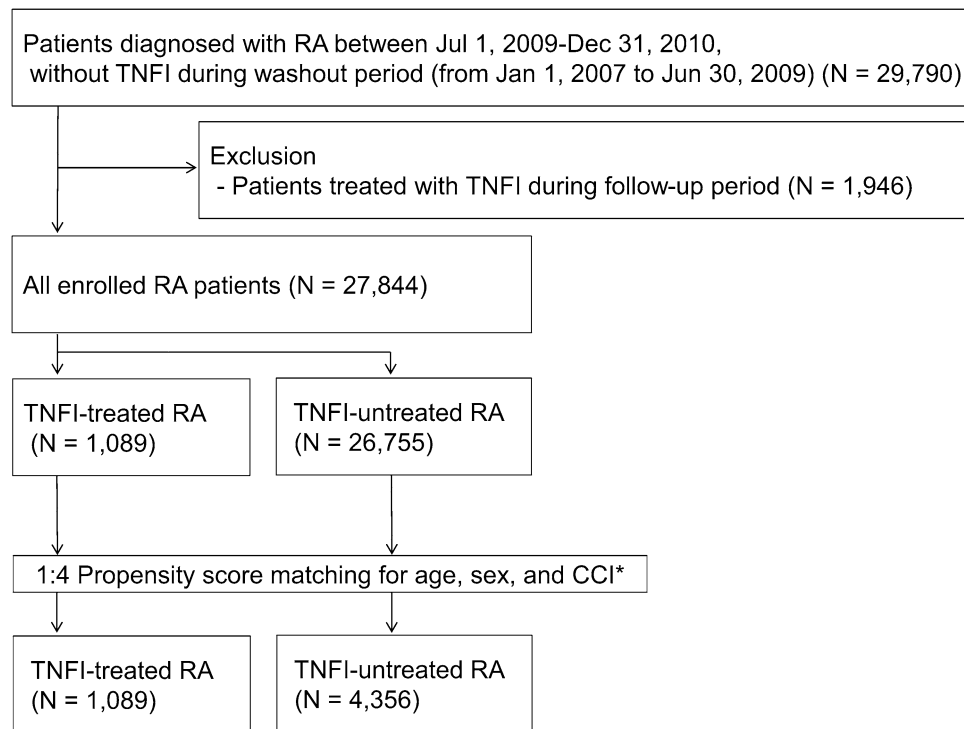 Patients diagnosed with RA between Jul 1, 2009-Dec 31, 2010,
without TNFI during washout period (from Jan 1, 2007 to Jun 30, 2009) (N = 29,790)
Exclusion
- Patients treated with TNFI during follow-up period (N = 1,946)
All enrolled RA patients (N = 27,844)
TNFI-treated RA
(N = 1,089)
TNFI-untreated RA
(N = 26,755)
1:4 Propensity score matching for age, sex, and CCI*
TNFI-treated RA
(N = 1,089)
TNFI-untreated RA
(N = 4,356)